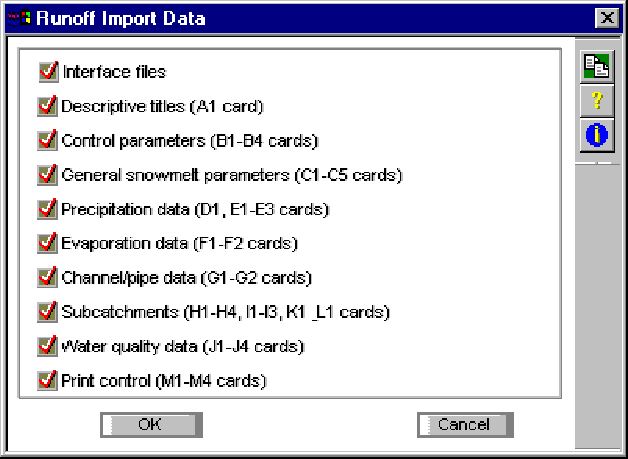 Runoff Import Data
Interface files
Descriptive titles (A1 card)
Control parameters (B1-B4 cards)
General snowmelt parameters (C1-C5 cards)
Precipitation data (D1, E1-E3 cards)
Evaporation data (F1-F2 cards)
Channel/pipe data (G1-G2 cards)
Subcatchments (H1-H4, I1-I3, K1 _L1 cards)
Water quality data (J1-J4 cards)
Print control (M1-M4 cards)
OK
Cancel